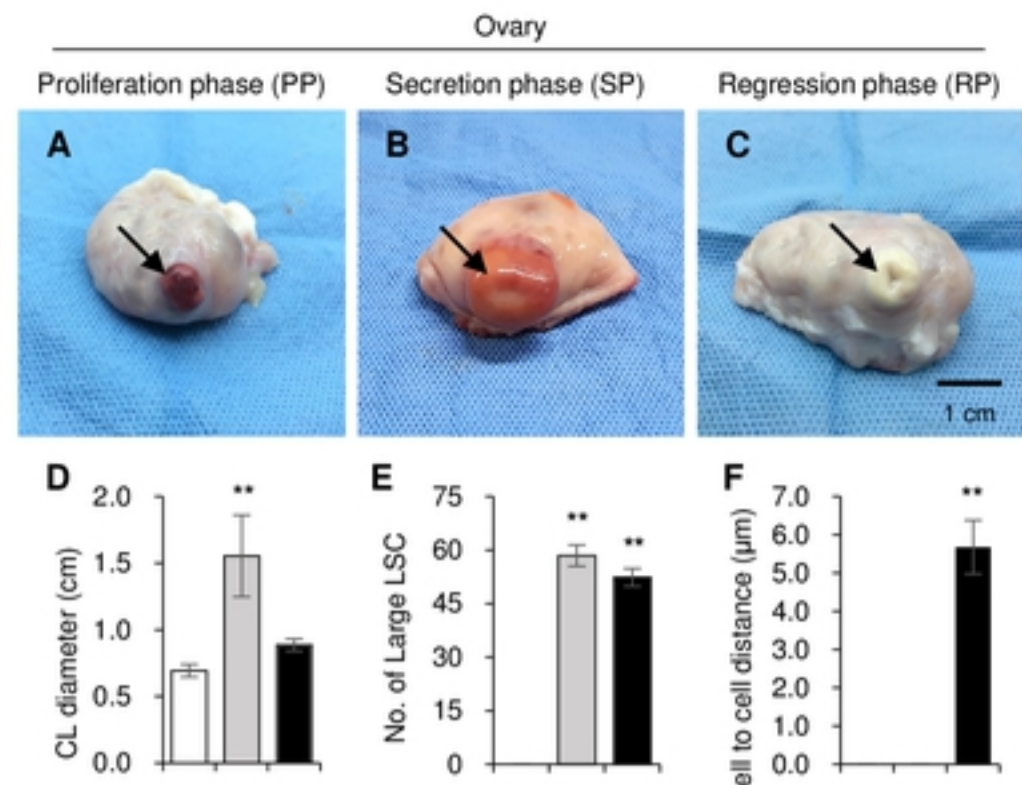 Ovary
Proliferation phase (PP) Secretion phase (SP) Regression phase (RP)
A B C
1 cm
D E F
** ** ** **
CL diameter (cm)
2.0
1.5
1.0
0.5
0.0
No. of Large LSC
75
60
45
30
15
0
ell to cell distance (μm)
7.0
6.0
5.0
4.0
3.0
2.0
1.0
0.0